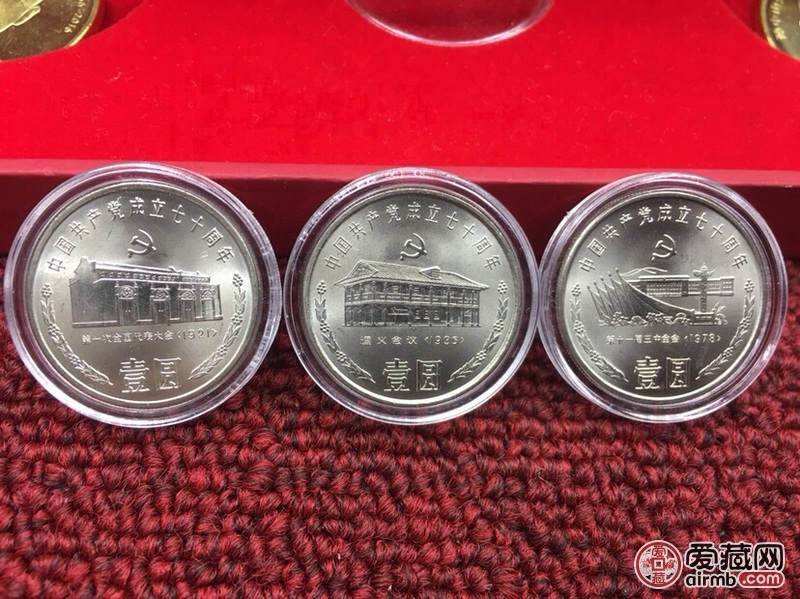 中国共产党成立七十周年
第一次全国代表大会〈1921〉
壹圆
中国共产党成立七十周年
遵义会议〈1935〉
壹圆
中国共产党成立七十周年
第十一届三中全会〈1978〉
壹圆
爱藏网
airmb.com